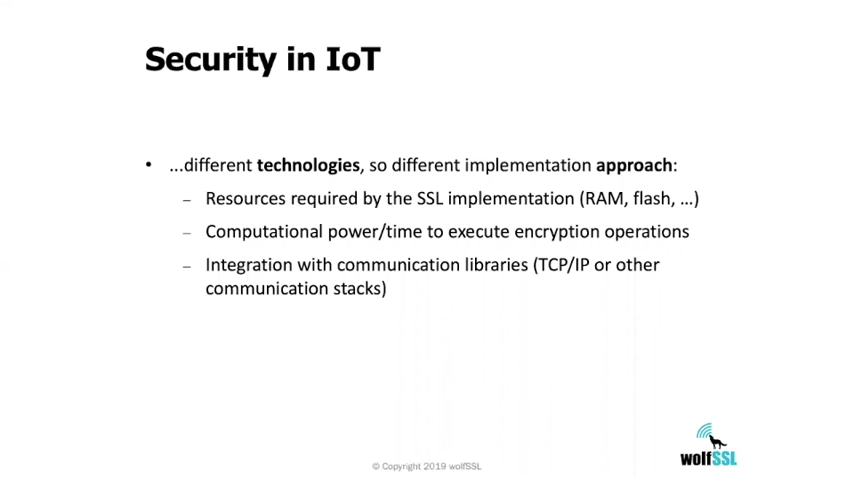 Security in IoT
• ...different technologies, so different implementation approach:
– Resources required by the SSL implementation (RAM, flash, ...)
– Computational power/time to execute encryption operations
– Integration with communication libraries (TCP/IP or other
communication stacks)
wolfSSL
© Copyright 2019 wolfSSL